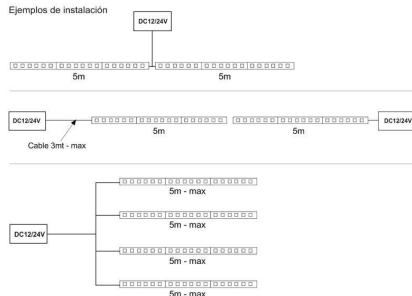 Ejemplos de instalación
DC12/24V
5m
5m
DC12/24V
DC12/24V
5m
5m
Cable 3mt - max
5m - max
5m - max
DC12/24V
5m - max
5m - max